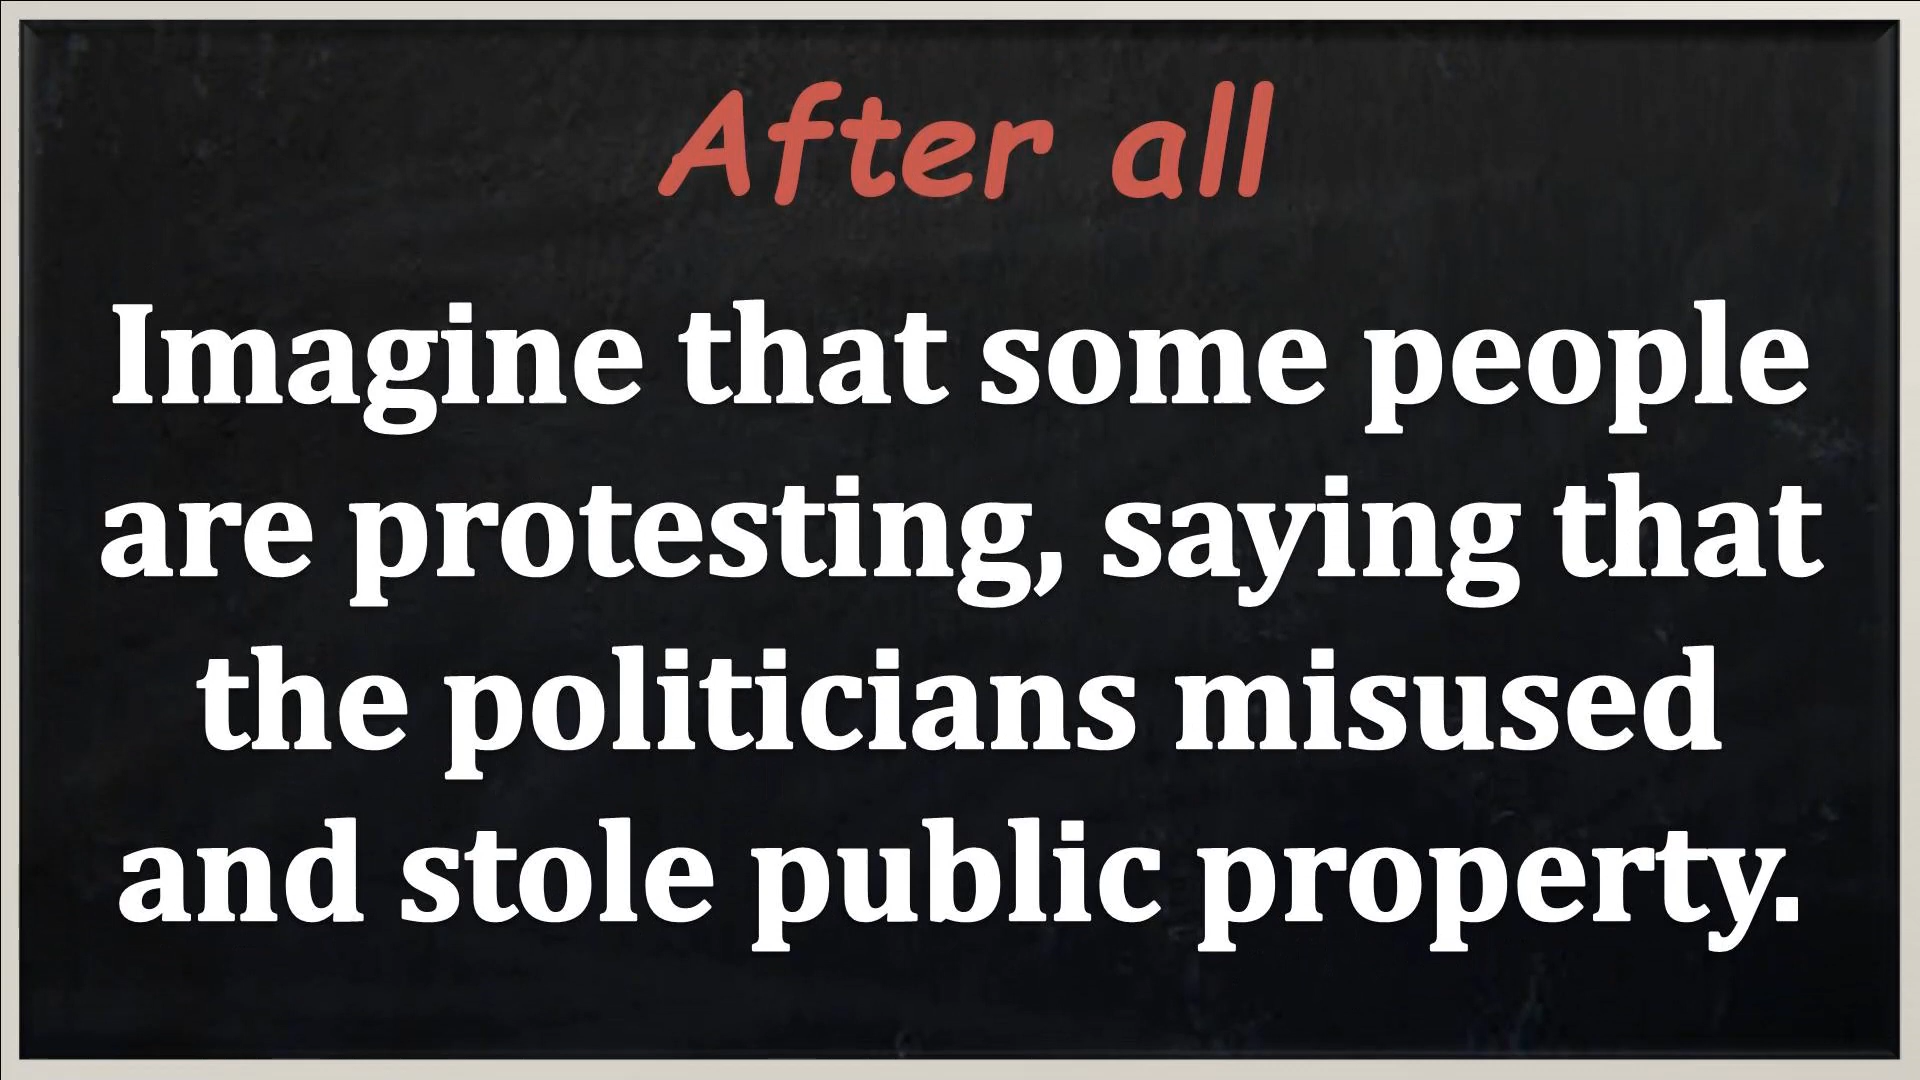 After all
Imagine that some people
are protesting, saying that
the politicians misused
and stole public property.